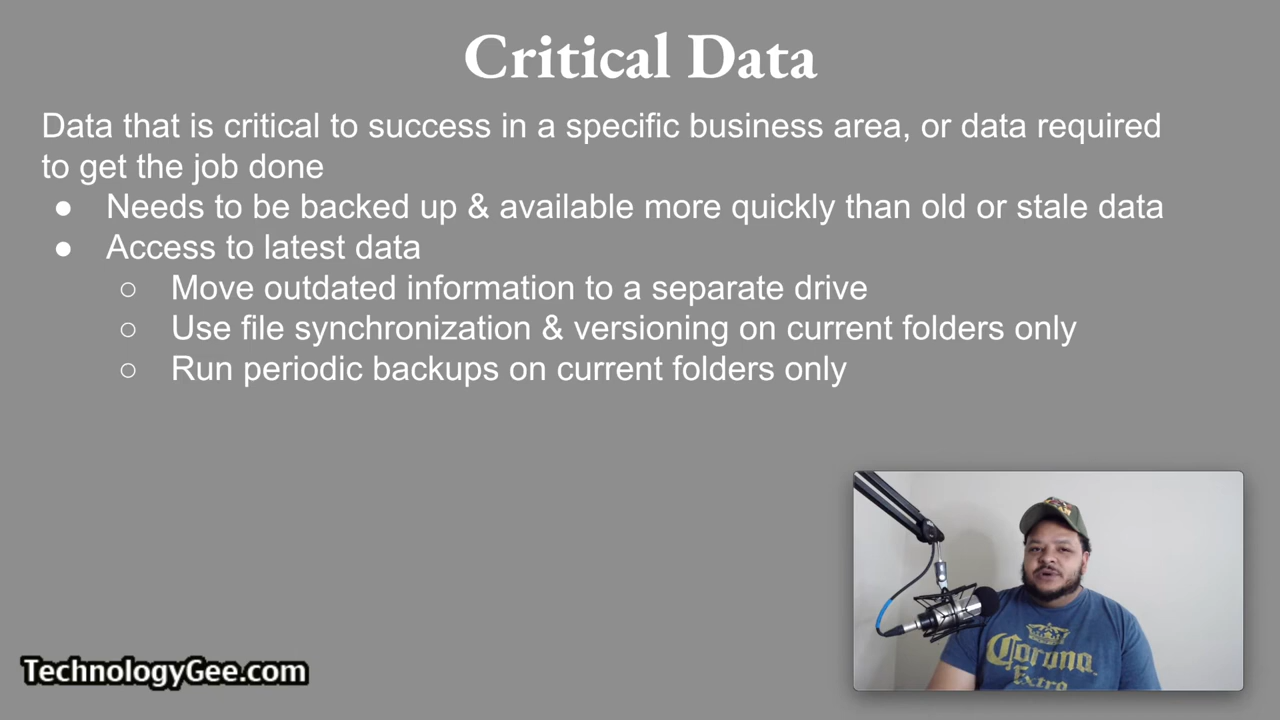 Critical Data
Data that is critical to success in a specific business area, or data required
to get the job done
● Needs to be backed up & available more quickly than old or stale data
● Access to latest data
○ Move outdated information to a separate drive
○ Use file synchronization & versioning on current folders only
○ Run periodic backups on current folders only
Corona
Extra
TechnologyGee.com